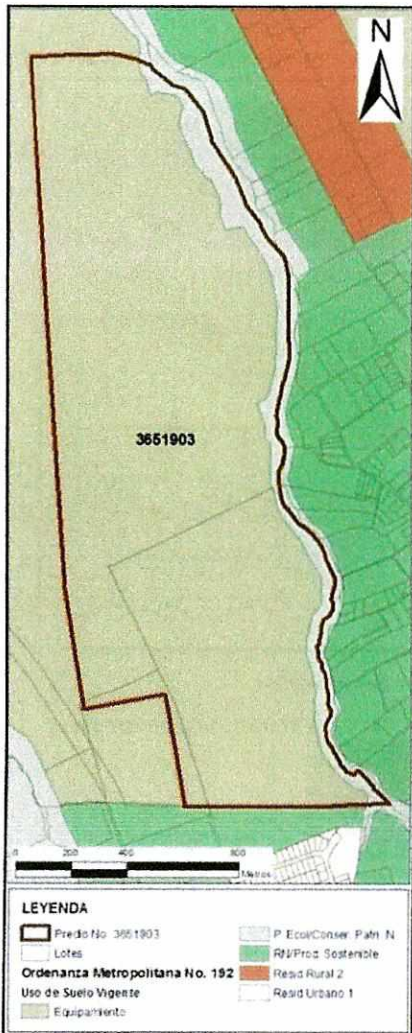 N
3651903
0 200 400 800
Metros
LEYENDA
Predio No. 3651903
Lotes
Ordenanza Metropolitana No. 192
Uso de Suelo Vigente
Equipamiento
P. Ecol/Conser. Patri. N.
RN/Prod. Sostenible
Resid Rural 2
Resid Urbano 1